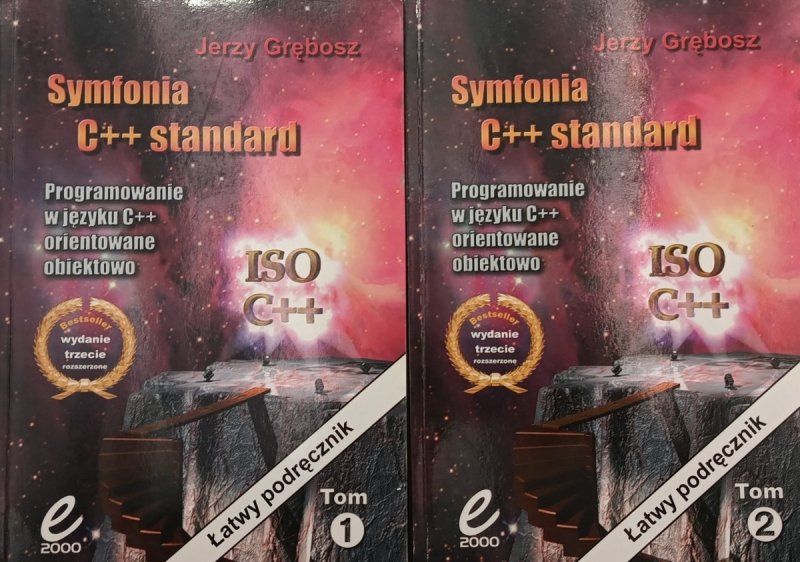 Jerzy Grębosz
Symfonia
C++ standard
Programowanie
w języku C++
orientowane
obiektowo
ISO
C++
Bestseller
wydanie
trzecie
rozszerzone
Łatwy podręcznik
Tom
1
e
2000
Jerzy Grębosz
Symfonia
C++ standard
Programowanie
w języku C++
orientowane
obiektowo
ISO
C++
Bestseller
wydanie
trzecie
rozszerzone
Łatwy podręcznik
Tom
2
e
2000